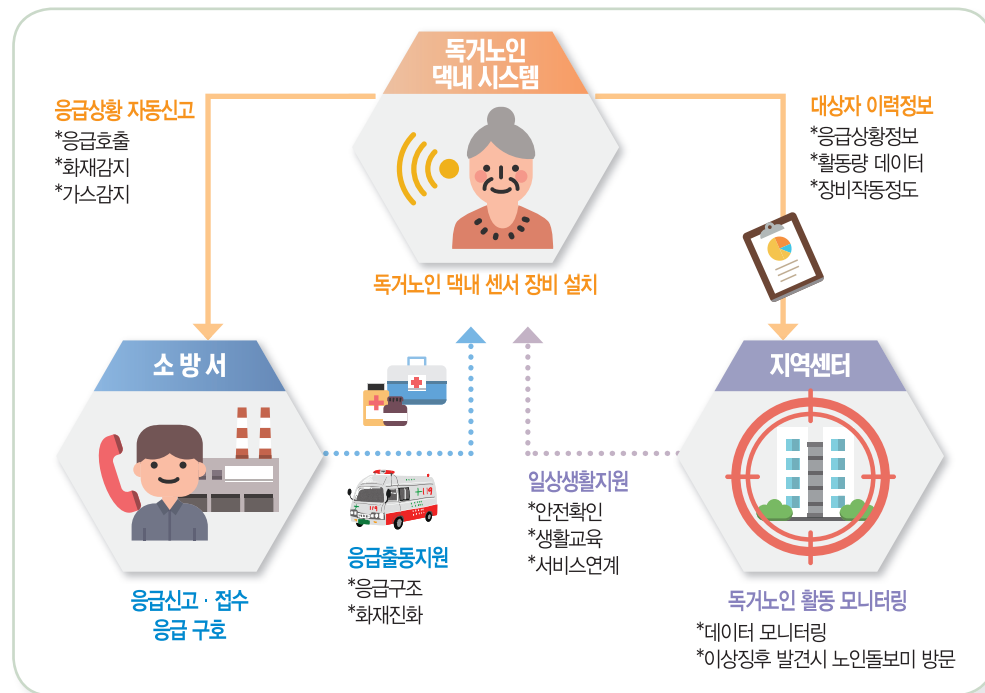 독거노인
댁내 시스템
응급상황 자동신고
*응급호출
*화재감지
*가스감지
대상자 이력정보
*응급상황정보
*활동량 데이터
*장비작동정도
독거노인 댁내 센서 장비 설치
소방서
지역센터
119
119
응급출동지원
*응급구조
*화재진화
일상생활지원
*안전확인
*생활교육
*서비스연계
응급신고 · 접수
응급 구호
독거노인 활동 모니터링
*데이터 모니터링
*이상징후 발견시 노인돌보미 방문